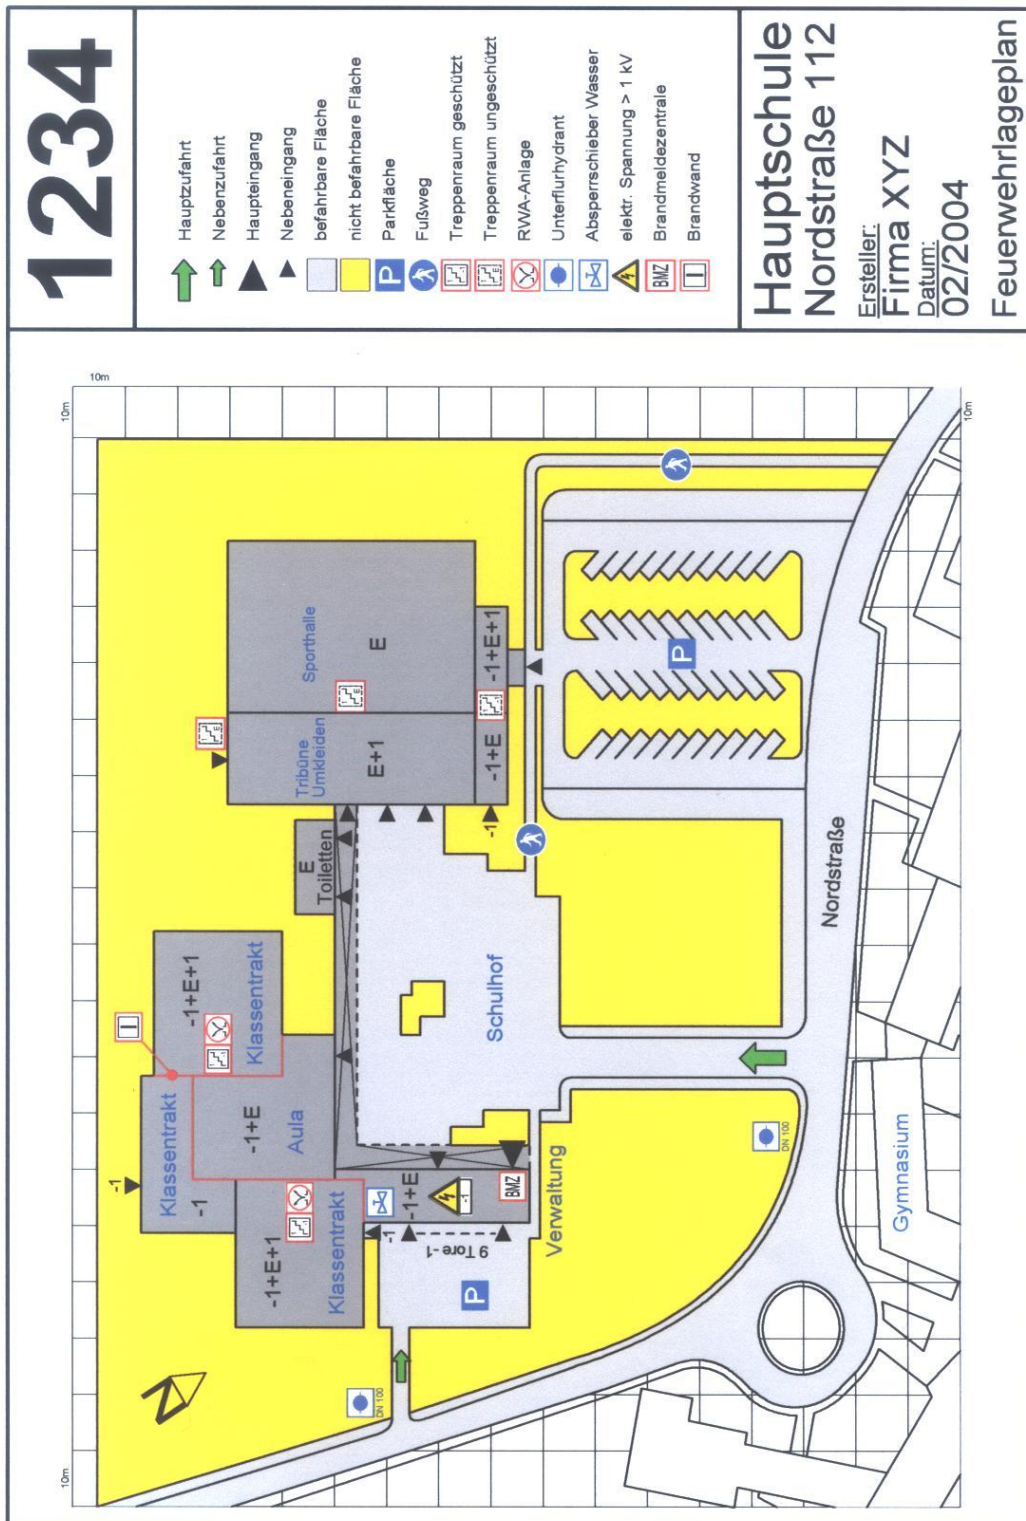 1234
Hauptzufahrt
Nebenzufahrt
Haupteingang
Nebeneingang
befahrbare Fläche
nicht befahrbare Fläche
P
Parkfläche
Fußweg
Treppenraum geschützt
Treppenraum ungeschützt
RVA-Anlage
Unterflurhydrant
Absperrschieber Wasser
elektr. Spannung > 1 kV
BMZ
Brandmeldezentrale
Brandwand
Hauptschule
Nordstraße 112
Ersteller:
Firma XYZ
Datum:
02/2004
Feuerwehrlageplan
10m
10m
10m
10m
N
-1
Klassentrakt
-1
-1+E+1
Klassentrakt
-1+E
Aula
-1+E+1
Klassentrakt
E
Toiletten
Tribüne
Umkleiden
E+1
Sporthalle
E
-1+E
-1+E+1
-1
-1
-1+E
-1
BMZ
9 Tore -1
P
Verwaltung
Schulhof
P
DN 100
DN 100
Nordstraße
Gymnasium